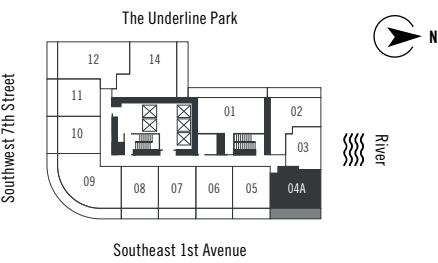 The Underline Park
N
Southwest 7th Street
12
14
11
10
01
02
03
09
08
07
06
05
04A
River
Southeast 1st Avenue